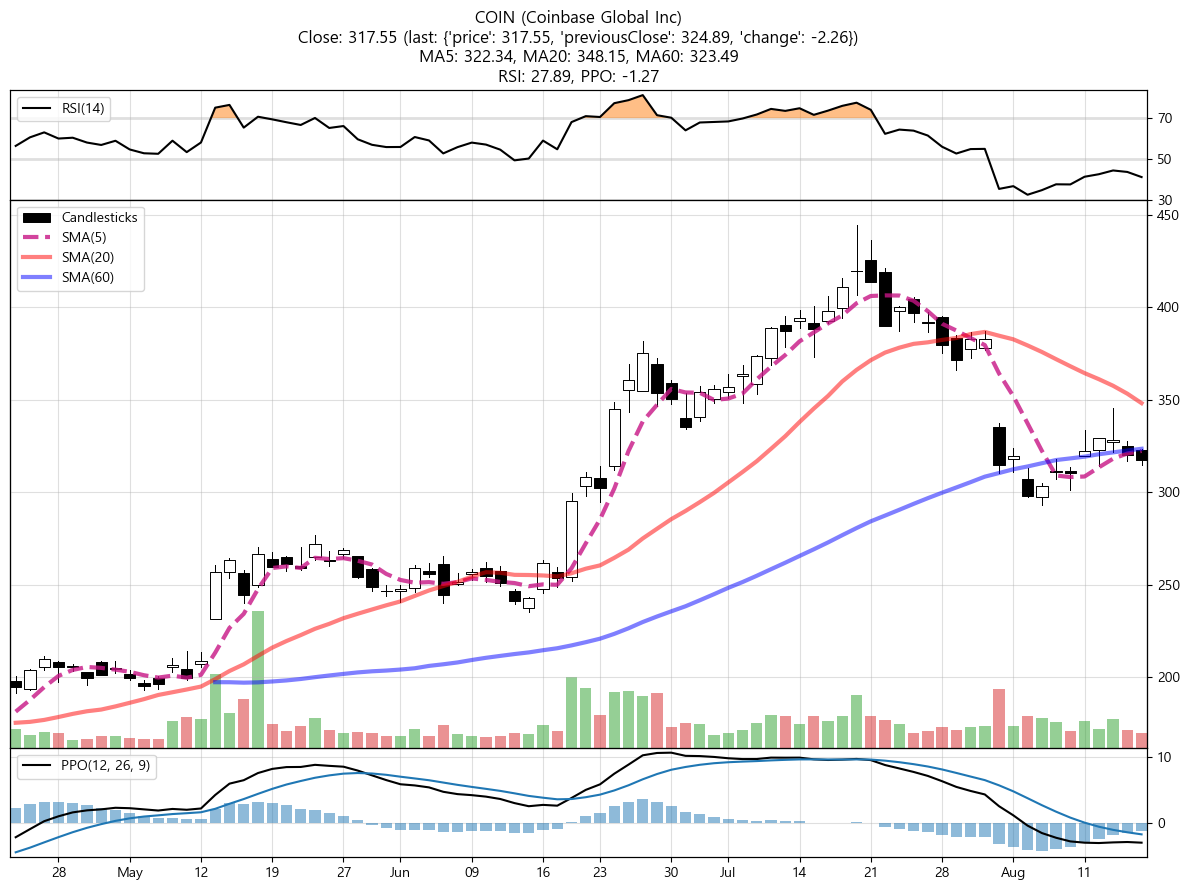 COIN (Coinbase Global Inc)
Close: 317.55 (last: {'price': 317.55, 'previousClose': 324.89, 'change': -2.26})
MA5: 322.34, MA20: 348.15, MA60: 323.49
RSI: 27.89, PPO: -1.27
RSI(14)
70
50
30
Candlesticks
SMA(5)
SMA(20)
SMA(60)
450
400
350
300
250
200
PPO(12, 26, 9)
10
0
28 May 12 19 27 Jun 09 16 23 30 Jul 14 21 28 Aug 11